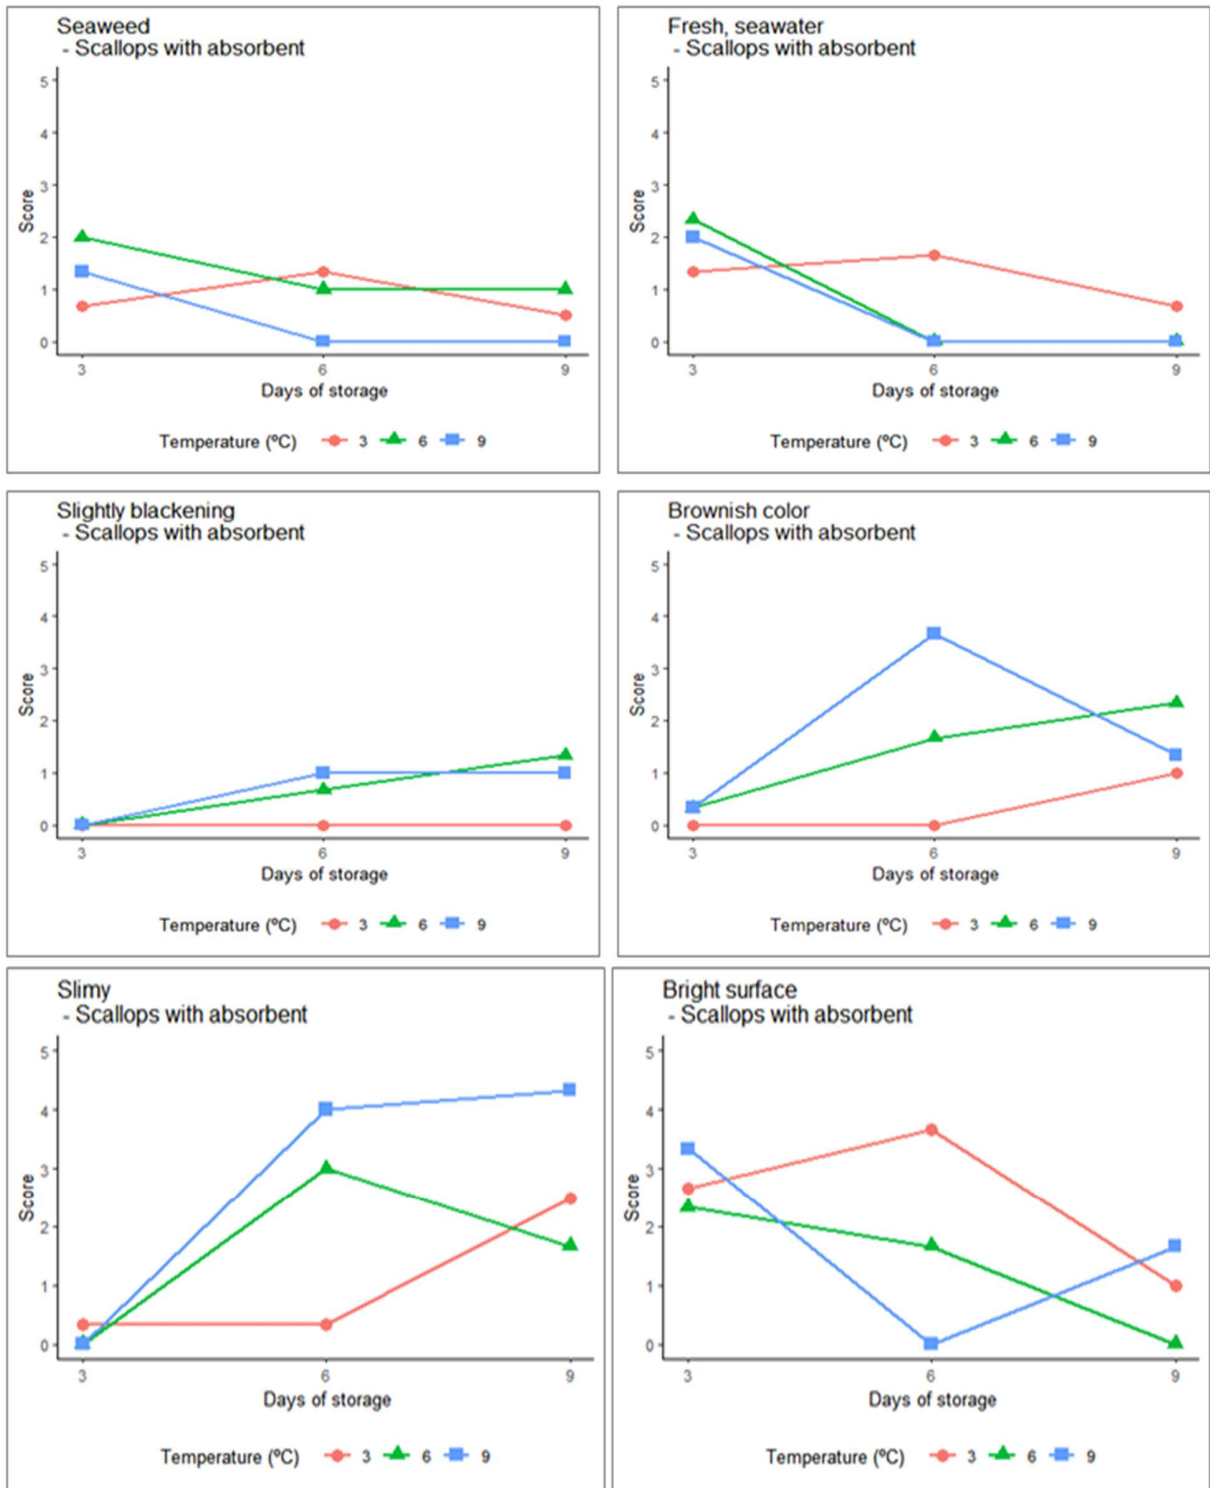 Seaweed
- Scallops with absorbent
5
4
3
2
1
0
Score
3 6 9
Days of storage
Temperature (ºC) 3 6 9
Fresh, seawater
- Scallops with absorbent
5
4
3
2
1
0
Score
3 6 9
Days of storage
Temperature (ºC) 3 6 9
Slightly blackening
- Scallops with absorbent
5
4
3
2
1
0
Score
3 6 9
Days of storage
Temperature (ºC) 3 6 9
Brownish color
- Scallops with absorbent
5
4
3
2
1
0
Score
3 6 9
Days of storage
Temperature (ºC) 3 6 9
Slimy
- Scallops with absorbent
5
4
3
2
1
0
Score
3 6 9
Days of storage
Temperature (ºC) 3 6 9
Bright surface
- Scallops with absorbent
5
4
3
2
1
0
Score
3 6 9
Days of storage
Temperature (ºC) 3 6 9